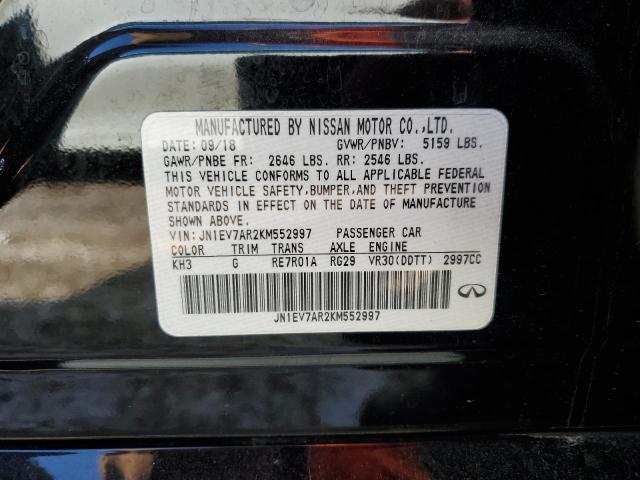 MANUFACTURED BY NISSAN MOTOR CO.,LTD.
DATE: 09/18 GVWR/PNBV: 5159 LBS.
GAWR/PNBE FR: 2646 LBS. RR: 2546 LBS.
THIS VEHICLE CONFORMS TO ALL APPLICABLE FEDERAL
MOTOR VEHICLE SAFETY, BUMPER, AND THEFT PREVENTION
STANDARDS IN EFFECT ON THE DATE OF MANUFACTURE
SHOWN ABOVE.
VIN: JN1EV7AR2KM552997 PASSENGER CAR
COLOR TRIM TRANS AXLE ENGINE
KH3 G RE7R01A RG29 VR30(DDTT) 2997CC
JN1EV7AR2KM552997